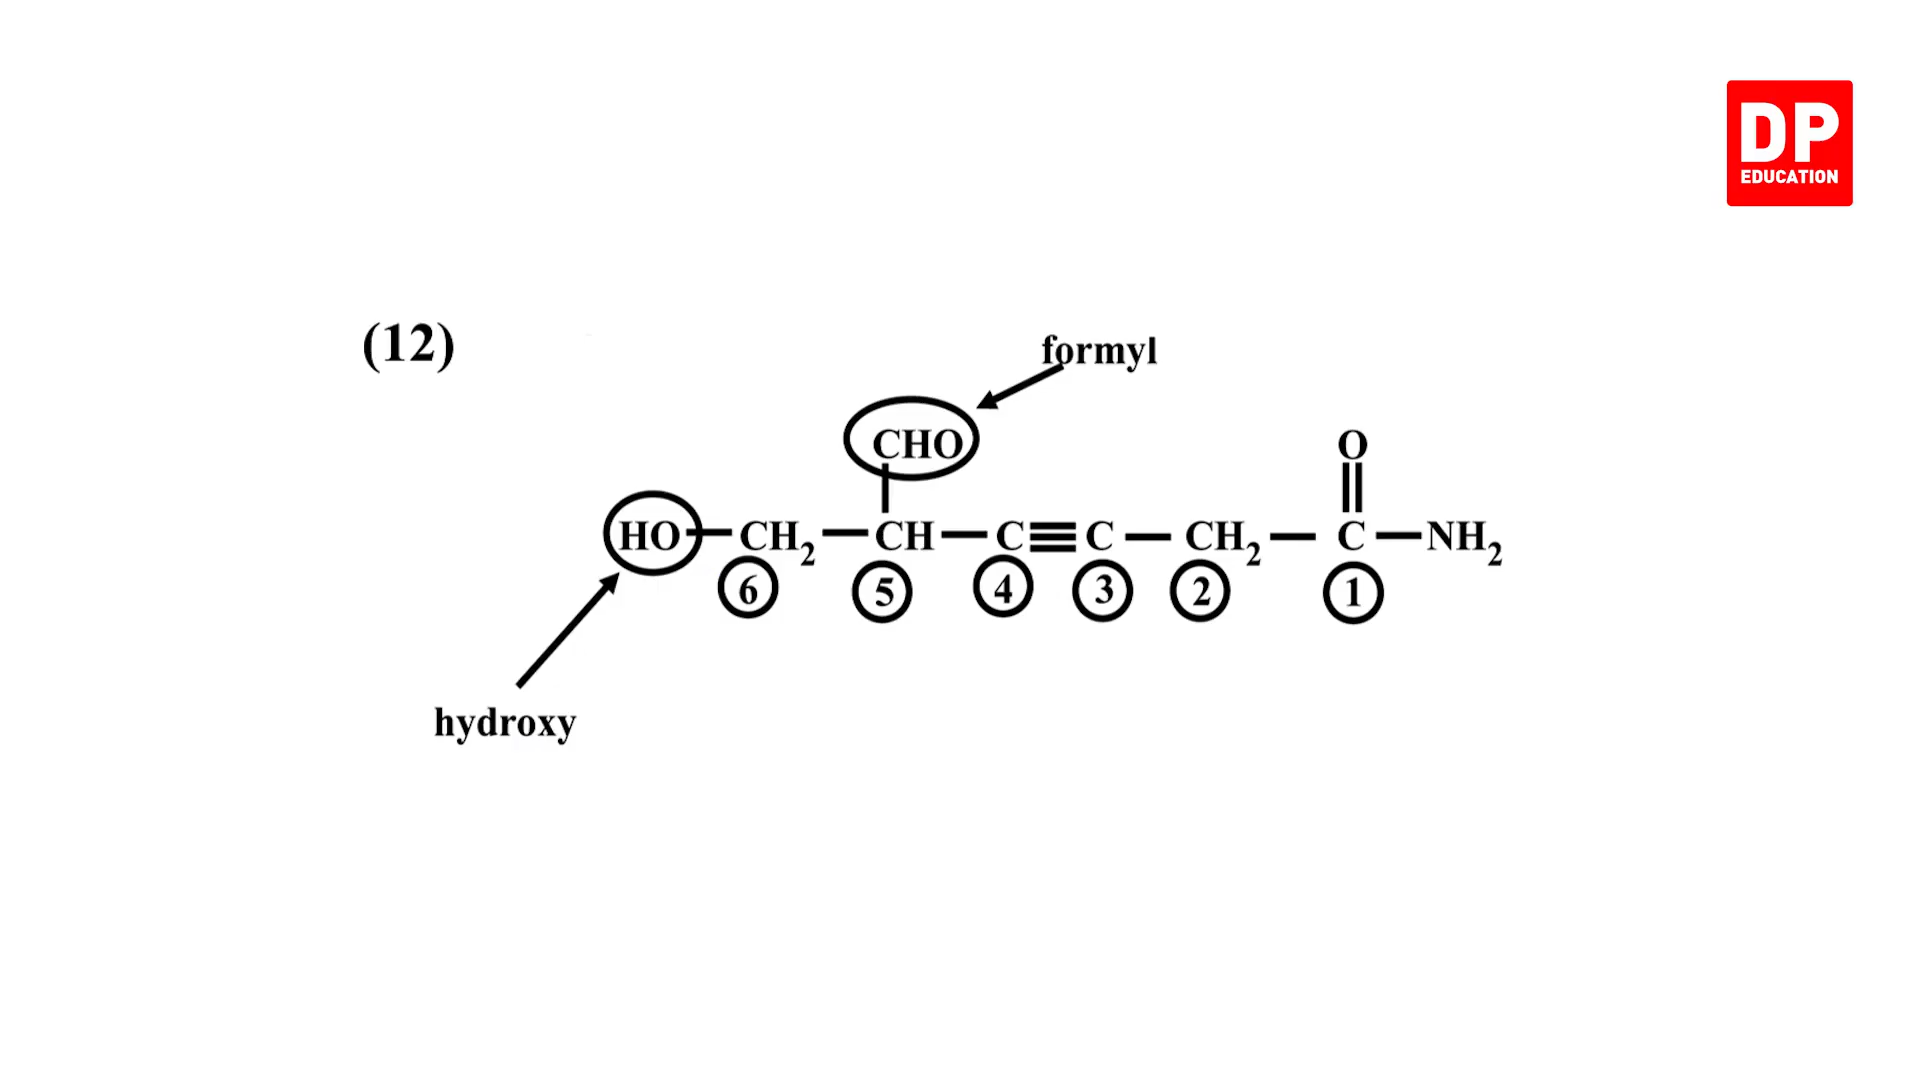 DP
EDUCATION
(12)
formyl
CHO
O
HO—CH₂—CH—C≡C—CH₂—C—NH₂
6 5 4 3 2 1
hydroxy